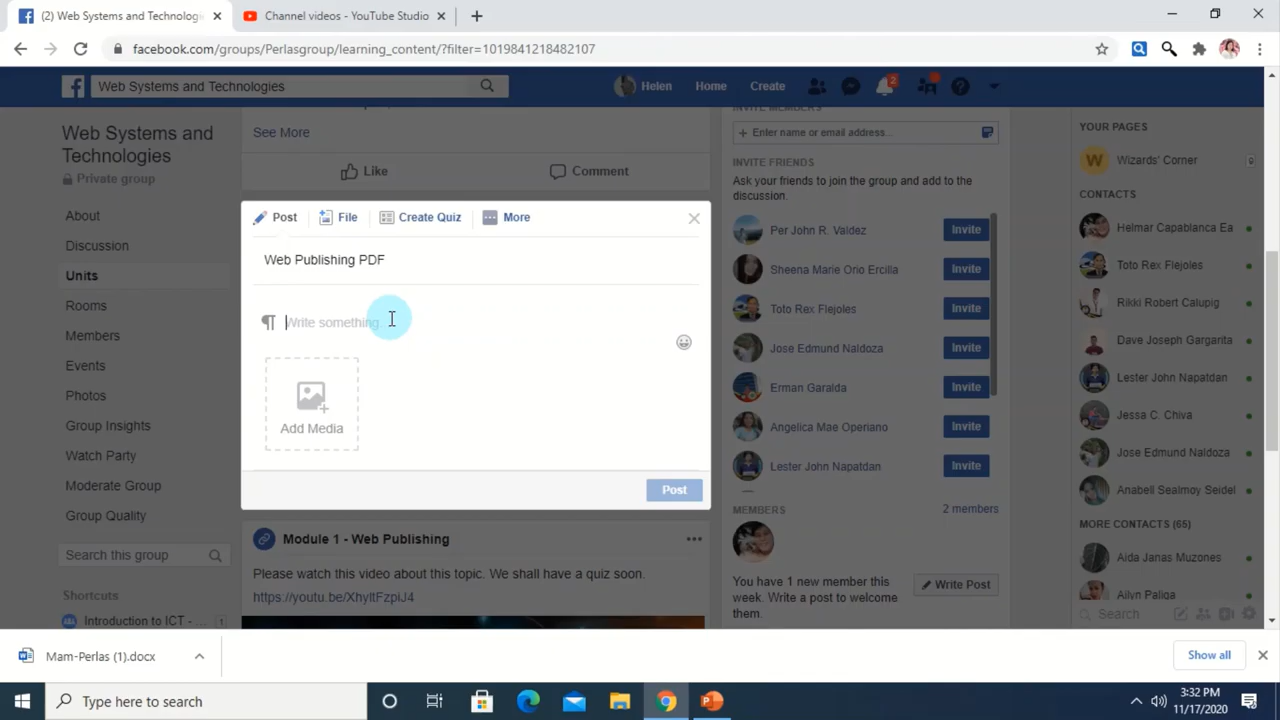 (2) Web Systems and Technologi
Channel videos - YouTube Studio
facebook.com/groups/Perlasgroup/learning_content/?filter=1019841218482107
Web Systems and Technologies
Helen
Home
Create
2
Web Systems and
Technologies
Private group
About
Discussion
Units
Rooms
Members
Events
Photos
Group Insights
Watch Party
Moderate Group
Group Quality
Search this group
Shortcuts
Introduction to ICT - ...
1
See More
Like
Comment
Post
File
Create Quiz
More
Web Publishing PDF
Write something
Add Media
Post
Module 1 - Web Publishing
Please watch this video about this topic. We shall have a quiz soon.
https://youtu.be/XhyltFzpiJ4
INVITE MEMBERS
+ Enter name or email address...
INVITE FRIENDS
Ask your friends to join the group and add to the
discussion.
Per John R. Valdez Invite
Sheena Marie Orio Ercilla Invite
Toto Rex Flejoles Invite
Jose Edmund Naldoza Invite
Erman Garalda Invite
Angelica Mae Operiano Invite
Lester John Napatdan Invite
MEMBERS
2 members
You have 1 new member this
week. Write a post to welcome
them.
Write Post
YOUR PAGES
W
Wizards' Corner
CONTACTS
Helmar Capablanca Ea
Toto Rex Flejoles
Rikki Robert Calupig
Dave Joseph Gargarita
Lester John Napatdan
Jessa C. Chiva
Jose Edmund Naldoza
Anabell Sealmoy Seidel
MORE CONTACTS (65)
Aida Janas Muzones
Ailyn Paliga
Search
Mam-Perlas (1).docx
Show all
Type here to search
3:32 PM
11/17/2020